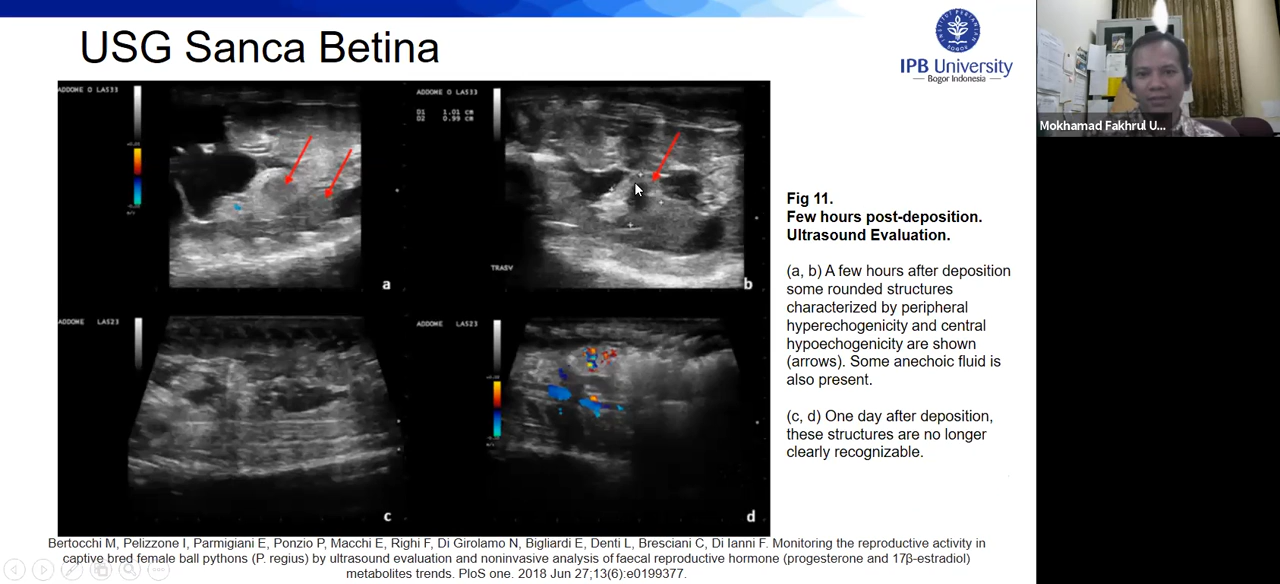 USG Sanca Betina
INSTITUT PERTANIAN
BOGOR
IPB University
Bogor Indonesia
Mokhamad Fakhrul U...
ADDOME O LA533
ADDOME O LA533
D1 1.01 cm
D2 0.99 cm
TRASV
a
b
ADDOME LA523
ADDOME LA523
c
d
Fig 11.
Few hours post-deposition.
Ultrasound Evaluation.
(a, b) A few hours after deposition
some rounded structures
characterized by peripheral
hyperechogenicity and central
hypoechogenicity are shown
(arrows). Some anechoic fluid is
also present.
(c, d) One day after deposition,
these structures are no longer
clearly recognizable.
Bertocchi M, Pelizzone I, Parmigiani E, Ponzio P, Macchi E, Righi F, Di Girolamo N, Bigliardi E, Denti L, Bresciani C, Di Ianni F. Monitoring the reproductive activity in
captive bred female ball pythons (P. regius) by ultrasound evaluation and noninvasive analysis of faecal reproductive hormone (progesterone and 17β-estradiol)
metabolites trends. PloS one. 2018 Jun 27;13(6):e0199377.